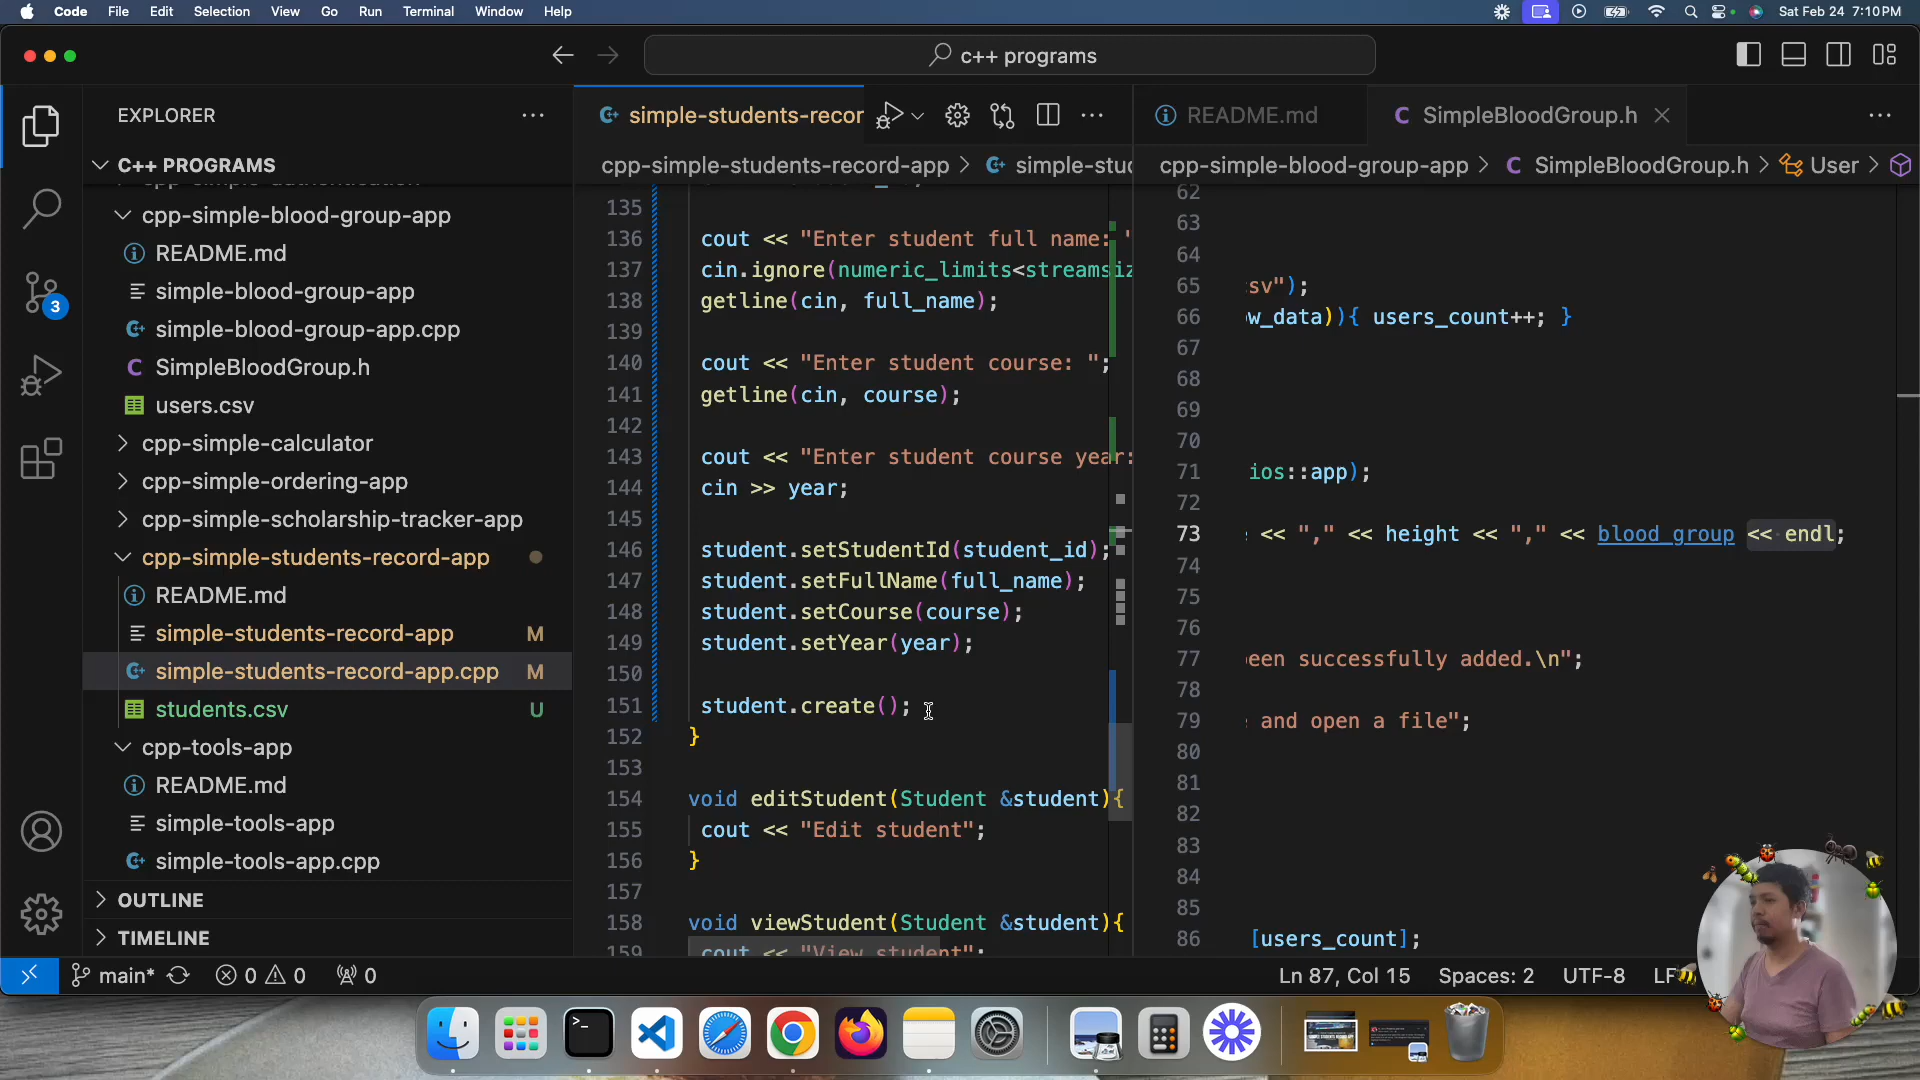 Code File Edit Selection View Go Run Terminal Window Help
Sat Feb 24 7:10 PM
c++ programs
EXPLORER
C++ PROGRAMS
cpp-simple-blood-group-app
README.md
simple-blood-group-app
simple-blood-group-app.cpp
SimpleBloodGroup.h
users.csv
cpp-simple-calculator
cpp-simple-ordering-app
cpp-simple-scholarship-tracker-app
cpp-simple-students-record-app
README.md
simple-students-record-app M
simple-students-record-app.cpp M
students.csv U
cpp-tools-app
README.md
simple-tools-app
simple-tools-app.cpp
OUTLINE
TIMELINE
3
simple-students-recor
cpp-simple-students-record-app > simple-stud
135
136 cout << "Enter student full name: "
137 cin.ignore(numeric_limits<streamsiz
138 getline(cin, full_name);
139
140 cout << "Enter student course: ";
141 getline(cin, course);
142
143 cout << "Enter student course year:
144 cin >> year;
145
146 student.setStudentId(student_id);
147 student.setFullName(full_name);
148 student.setCourse(course);
149 student.setYear(year);
150
151 student.create();
152 }
153
154 void editStudent(Student &student){
155 cout << "Edit student";
156 }
157
158 void viewStudent(Student &student){
159 cout << "View student";
README.md
SimpleBloodGroup.h
cpp-simple-blood-group-app > SimpleBloodGroup.h > User >
62
63
64
65 sv");
66 w_data)){ users_count++; }
67
68
69
70
71 ios::app);
72
73 << "," << height << "," << blood_group << endl;
74
75
76
77 een successfully added.\n";
78
79 and open a file";
80
81
82
83
84
85
86 [users_count];
main* 0 0 0
Ln 87, Col 15 Spaces: 2 UTF-8 LF